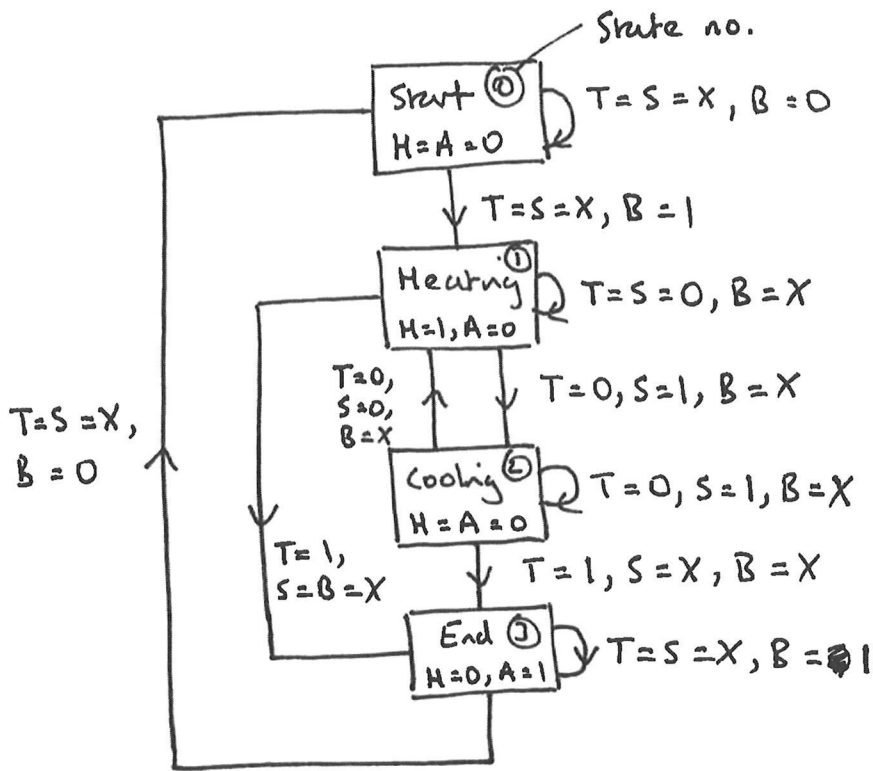 State no.
Start 0
H=A=0
T=S=X, B=0
T=S=X, B=1
Heating 1
H=1, A=0
T=S=0, B=X
T=0,
S=0,
B=X
T=0, S=1, B=X
T=S=X,
B=0
Cooling 2
H=A=0
T=0, S=1, B=X
T=1,
S=B=X
T=1, S=X, B=X
End 3
H=0, A=1
T=S=X, B=1